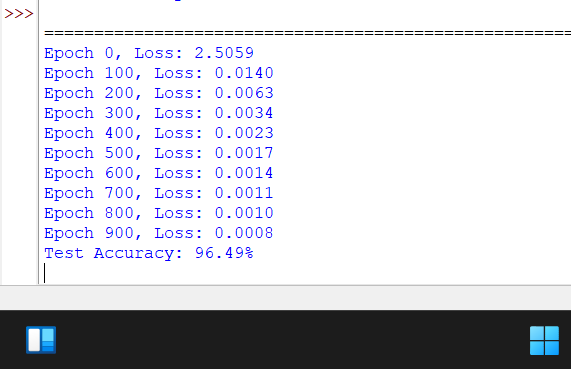 >>>
==================================================
Epoch 0, Loss: 2.5059
Epoch 100, Loss: 0.0140
Epoch 200, Loss: 0.0063
Epoch 300, Loss: 0.0034
Epoch 400, Loss: 0.0023
Epoch 500, Loss: 0.0017
Epoch 600, Loss: 0.0014
Epoch 700, Loss: 0.0011
Epoch 800, Loss: 0.0010
Epoch 900, Loss: 0.0008
Test Accuracy: 96.49%